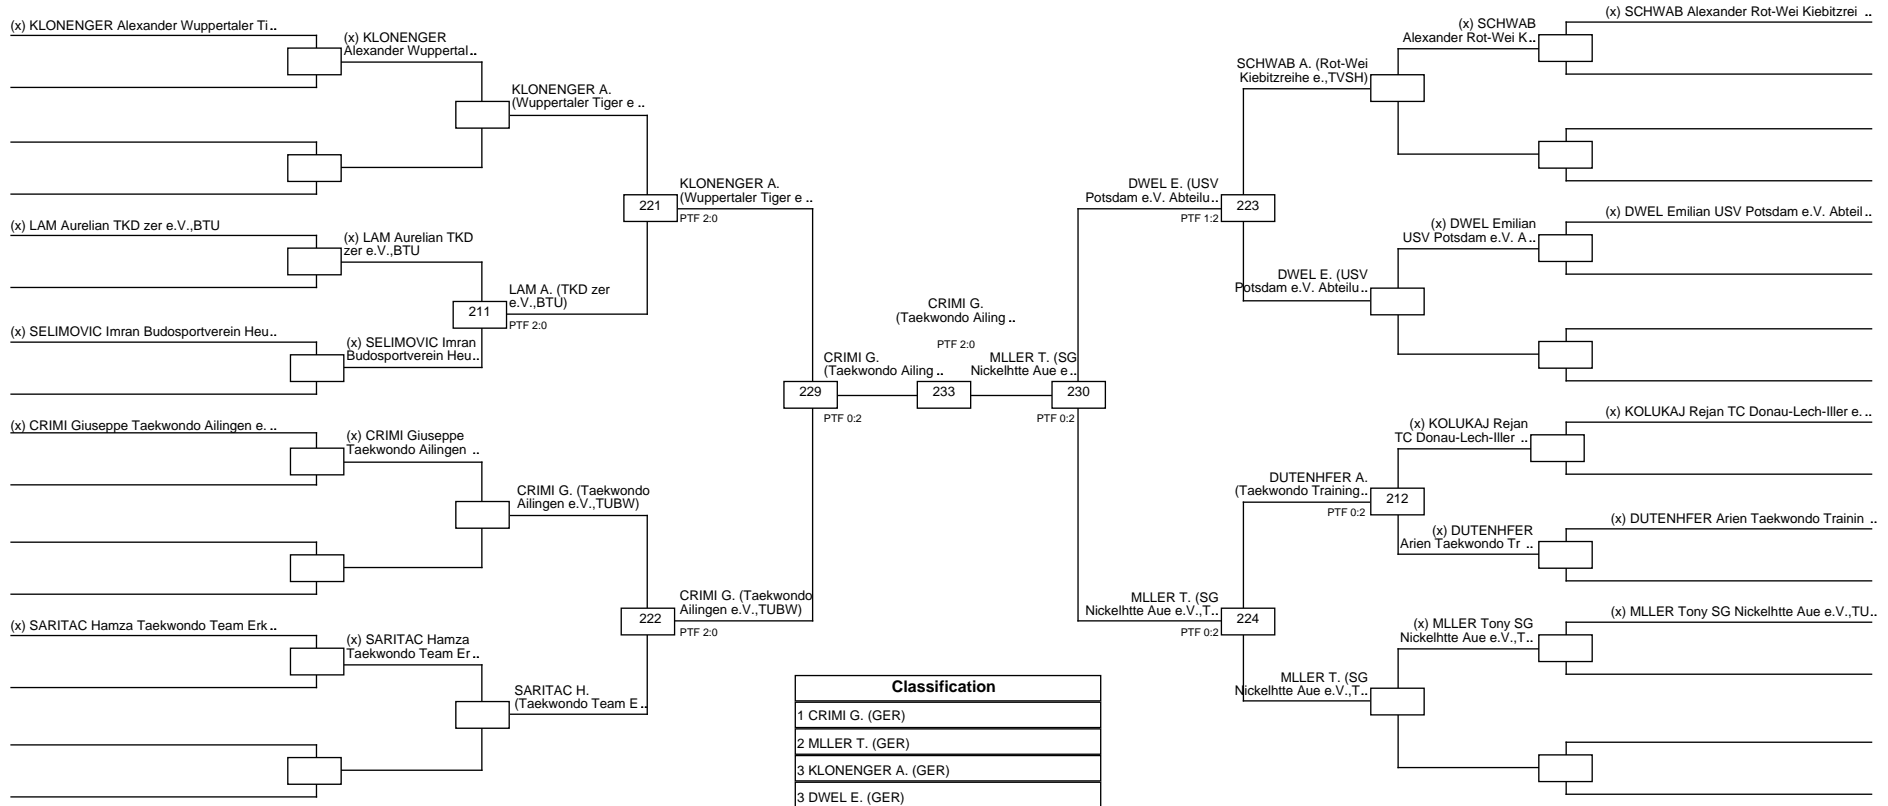 (x) KLONENGER Alexander Wuppertaler Ti..
(x) KLONENGER
Alexander Wuppertal..
KLONENGER A.
(Wuppertaler Tiger e ..
KLONENGER A.
(Wuppertaler Tiger e ..
221
PTF 2:0
(x) LAM Aurelian TKD zer e.V.,BTU
(x) LAM Aurelian TKD
zer e.V.,BTU
LAM A. (TKD zer
e.V.,BTU)
211
PTF 2:0
(x) SELIMOVIC Imran Budosportverein Heu..
(x) SELIMOVIC Imran
Budosportverein Heu..
CRIMI G.
(Taekwondo Ailing ..
229
PTF 0:2
(x) CRIMI Giuseppe Taekwondo Ailingen e. ..
(x) CRIMI Giuseppe
Taekwondo Ailingen ..
CRIMI G. (Taekwondo
Ailingen e.V.,TUBW)
CRIMI G. (Taekwondo
Ailingen e.V.,TUBW)
222
PTF 2:0
(x) SARITAC Hamza Taekwondo Team Erk..
(x) SARITAC Hamza
Taekwondo Team Er..
SARITAC H.
(Taekwondo Team E..
CRIMI G.
(Taekwondo Ailing ..
PTF 2:0
233
MLLER T. (SG
Nickelhtte Aue e..
230
PTF 0:2
(x) SCHWAB Alexander Rot-Wei Kiebitzrei ..
(x) SCHWAB
Alexander Rot-Wei K..
SCHWAB A. (Rot-Wei
Kiebitzreihe e.,TVSH)
DWEL E. (USV
Potsdam e.V. Abteilu..
223
PTF 1:2
(x) DWEL Emilian USV Potsdam e.V. Abteil..
(x) DWEL Emilian
USV Potsdam e.V. A..
DWEL E. (USV
Potsdam e.V. Abteilu..
(x) KOLUKAJ Rejan TC Donau-Lech-Iller e. ..
(x) KOLUKAJ Rejan
TC Donau-Lech-Iller ..
DUTENHFER A.
(Taekwondo Training..
212
PTF 0:2
(x) DUTENHFER Arien Taekwondo Trainin ..
(x) DUTENHFER
Arien Taekwondo Tr ..
MLLER T. (SG
Nickelhtte Aue e.V.,T..
224
PTF 0:2
(x) MLLER Tony SG Nickelhtte Aue e.V.,TU..
(x) MLLER Tony SG
Nickelhtte Aue e.V.,T..
MLLER T. (SG
Nickelhtte Aue e.V.,T..
Classification
1 CRIMI G. (GER)
2 MLLER T. (GER)
3 KLONENGER A. (GER)
3 DWEL E. (GER)